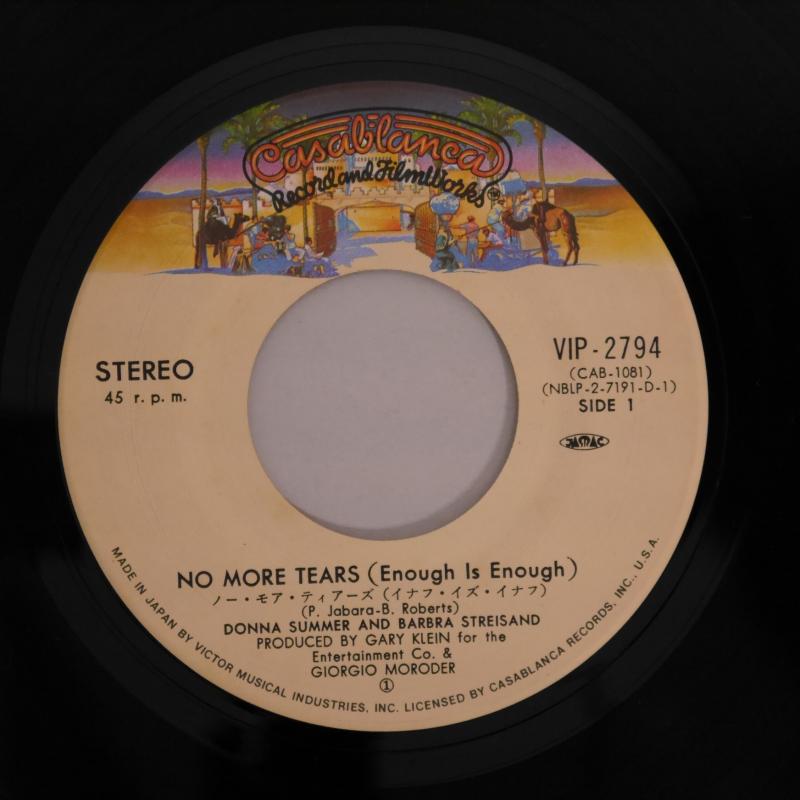 Casablanca
Record and FilmWorks
STEREO
45 r.p.m.
VIP-2794
(CAB-1081)
(NBLP-2-7191-D-1)
SIDE 1
JASRAC
NO MORE TEARS (Enough Is Enough)
ノー・モア・ティアーズ (イナフ・イズ・イナフ)
(P. Jabara-B. Roberts)
DONNA SUMMER AND BARBRA STREISAND
PRODUCED BY GARY KLEIN for the
Entertainment Co. &
GIORGIO MORODER
①
MADE IN JAPAN BY VICTOR MUSICAL INDUSTRIES, INC. LICENSED BY CASABLANCA RECORDS, INC., U.S.A.